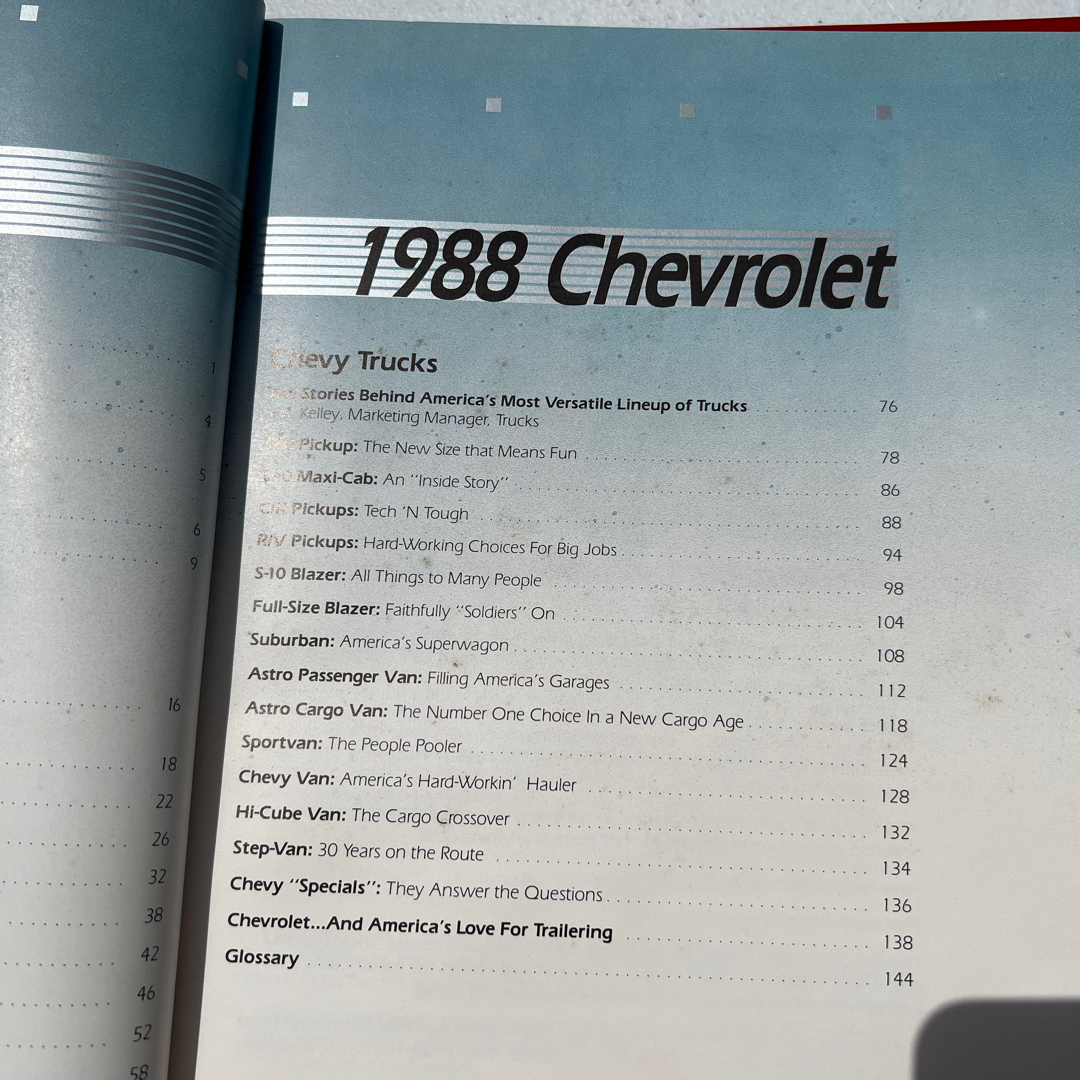 1
4
5
6
9
16
18
22
26
32
38
42
46
52
58
1988 Chevrolet
Chevy Trucks
Stories Behind America's Most Versatile Lineup of Trucks 76
Kelley, Marketing Manager, Trucks
Pickup: The New Size that Means Fun 78
Maxi-Cab: An "Inside Story" 86
C/K Pickups: Tech 'N Tough 88
R/V Pickups: Hard-Working Choices For Big Jobs 94
S-10 Blazer: All Things to Many People 98
Full-Size Blazer: Faithfully "Soldiers" On 104
Suburban: America's Superwagon 108
Astro Passenger Van: Filling America's Garages 112
Astro Cargo Van: The Number One Choice In a New Cargo Age 118
Sportvan: The People Pooler 124
Chevy Van: America's Hard-Workin' Hauler 128
Hi-Cube Van: The Cargo Crossover 132
Step-Van: 30 Years on the Route 134
Chevy "Specials": They Answer the Questions 136
Chevrolet...And America's Love For Trailering 138
Glossary 144